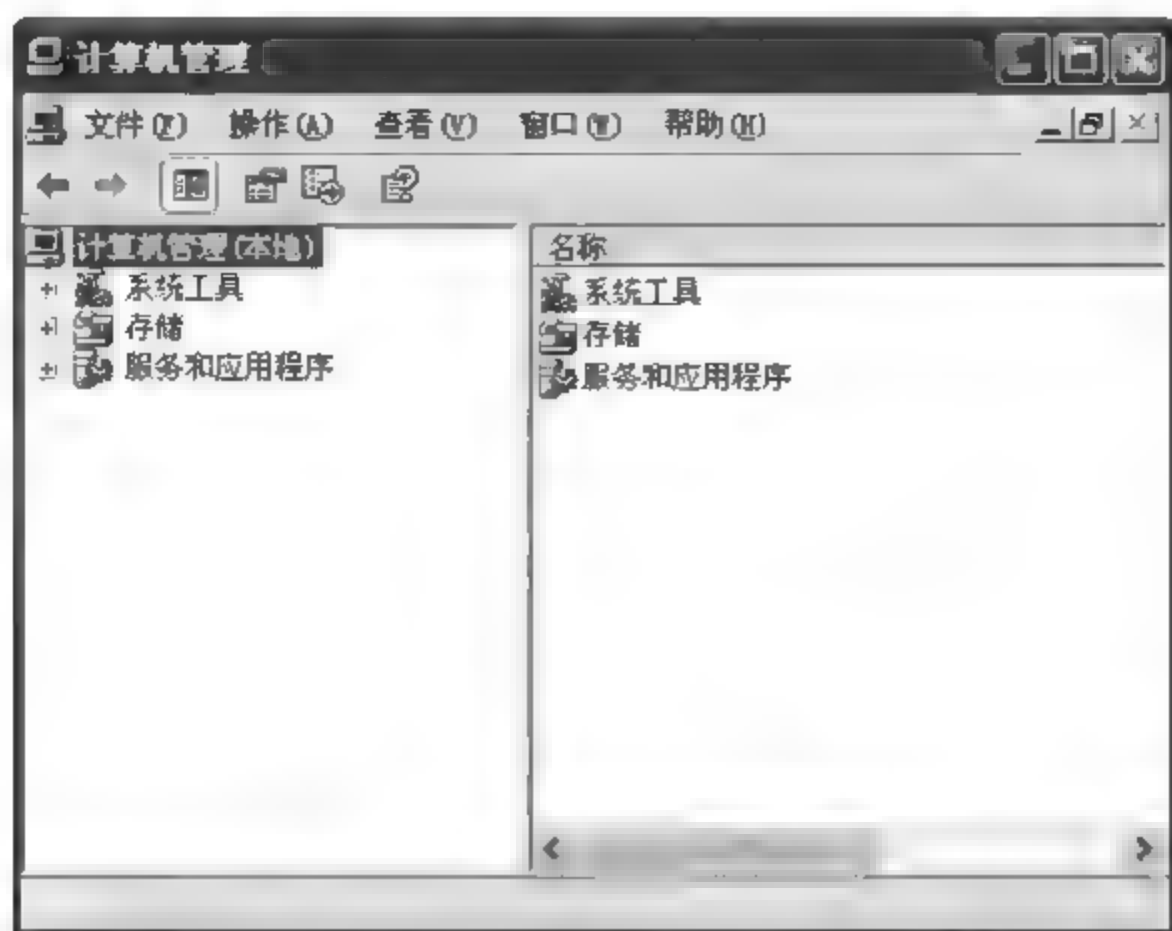 计算机管理
文件(F) 操作(A) 查看(V) 窗口(W) 帮助(H)
计算机管理(本地)
系统工具
存储
服务和应用程序
名称
系统工具
存储
服务和应用程序